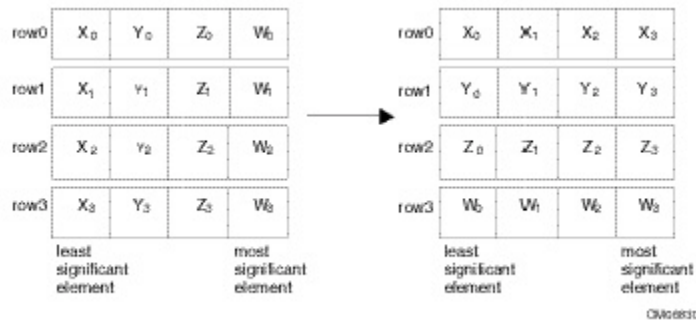 row0 X0 Y0 Z0 W0
row1 X1 Y1 Z1 W1
row2 X2 Y2 Z2 W2
row3 X3 Y3 Z3 W3
least significant element
most significant element
row0 X0 X1 X2 X3
row1 Y0 Y1 Y2 Y3
row2 Z0 Z1 Z2 Z3
row3 W0 W1 W2 W3
least significant element
most significant element